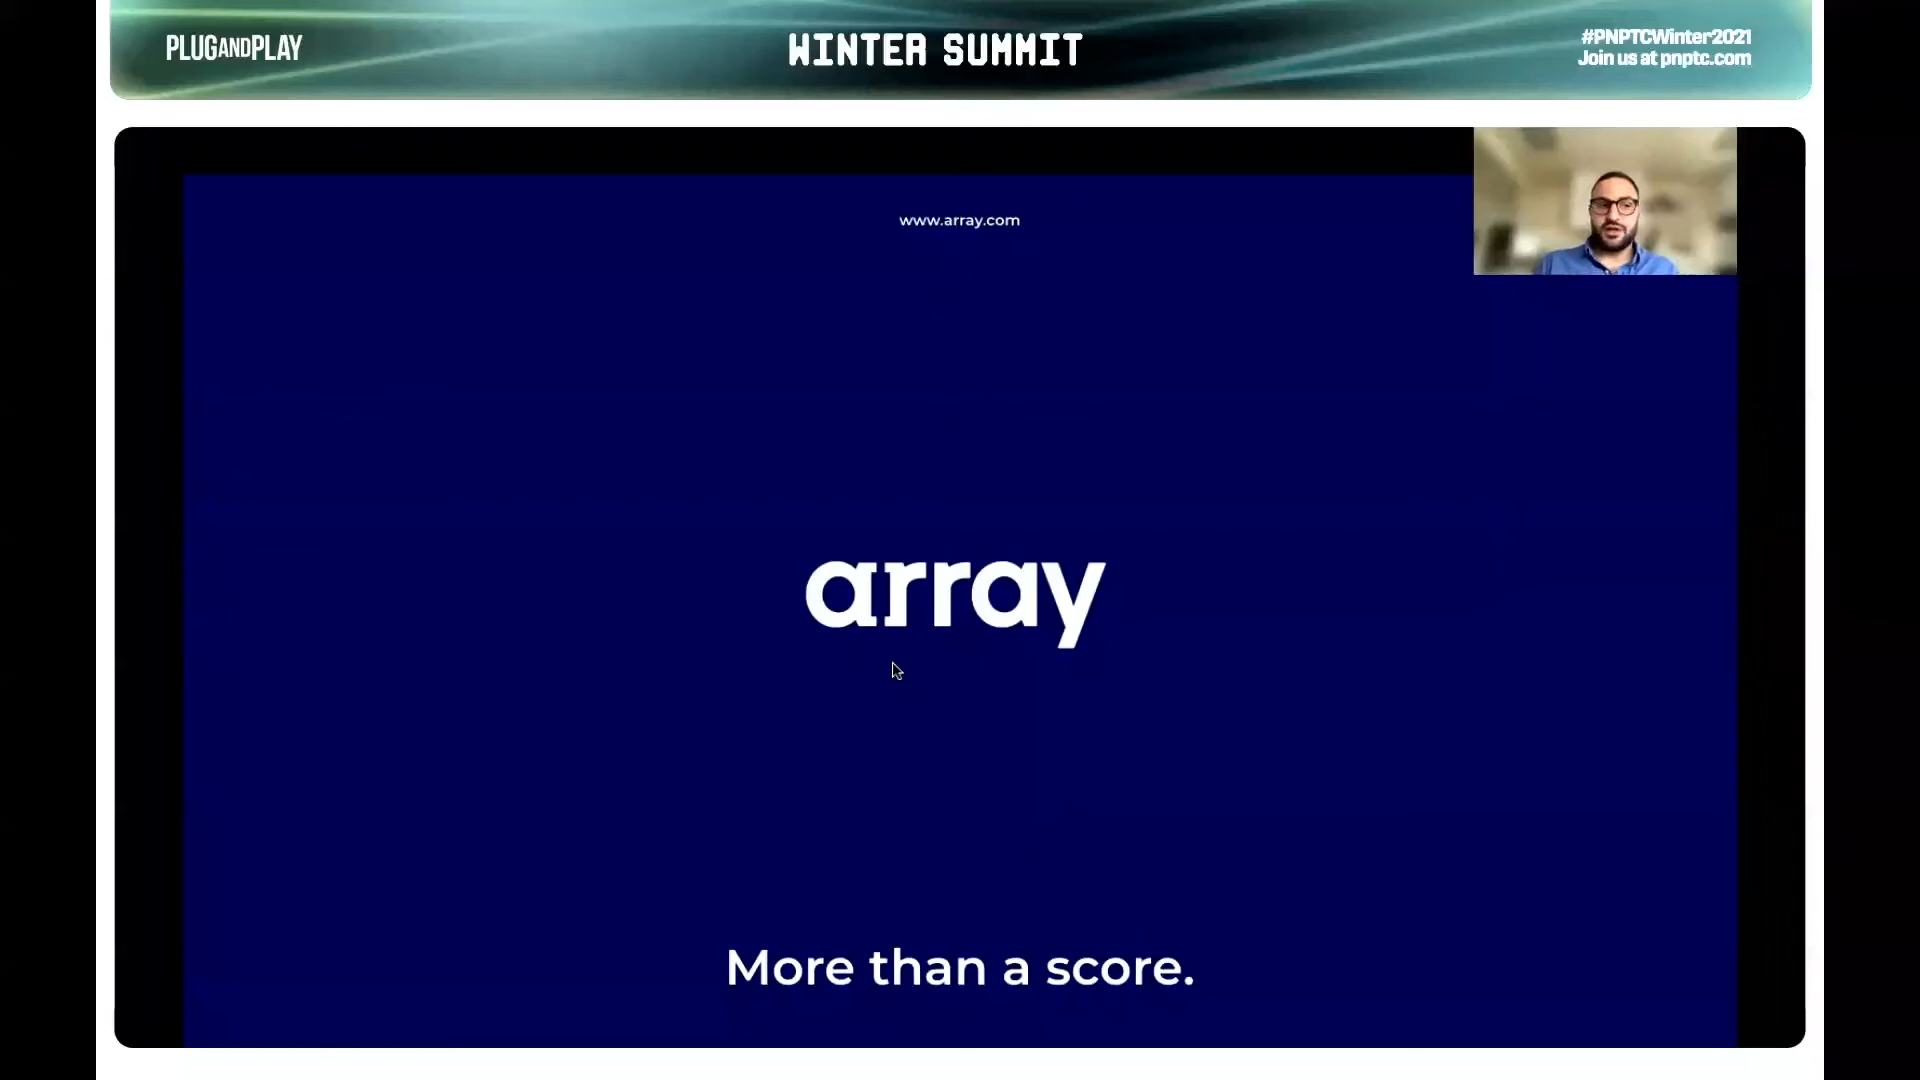 PLUGANDPLAY
WINTER SUMMIT
#PNPTCWinter2021
Join us at pnptc.com
www.array.com
array
More than a score.